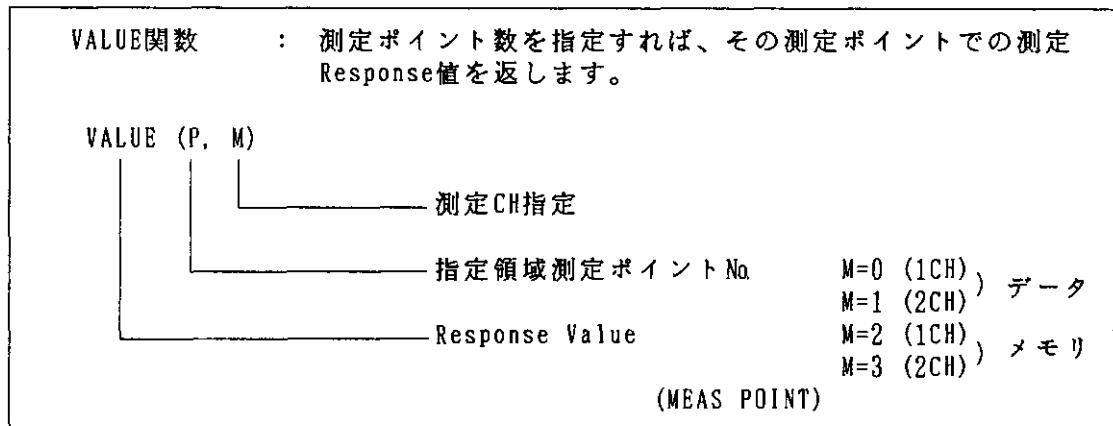 VALUE関数 : 測定ポイント数を指定すれば、その測定ポイントでの測定
Response値を返します。
VALUE (P, M)
測定CH指定
指定領域測定ポイント№ M=0 (1CH)
M=1 (2CH) ) データ
Response Value M=2 (1CH)
M=3 (2CH) ) メモリ
(MEAS POINT)